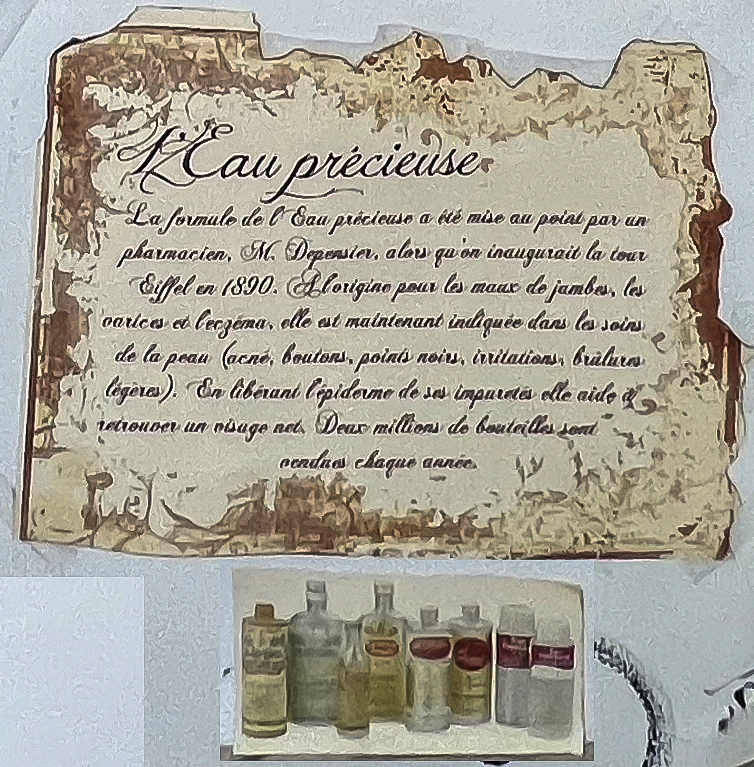 L'Eau précieuse
La formule de l'Eau précieuse a été mise au point par un
pharmacien, M. Depensier, alors qu'on inaugurait la tour
Eiffel en 1890. A l'origine pour les maux de jambes, les
varices et l'eczéma, elle est maintenant indiquée dans les soins
de la peau (acné, boutons, points noirs, irritations, brûlures
légères). En libérant l'épiderme de ses impuretés elle aide à
retrouver un visage net. Deux millions de bouteilles sont
vendues chaque année.